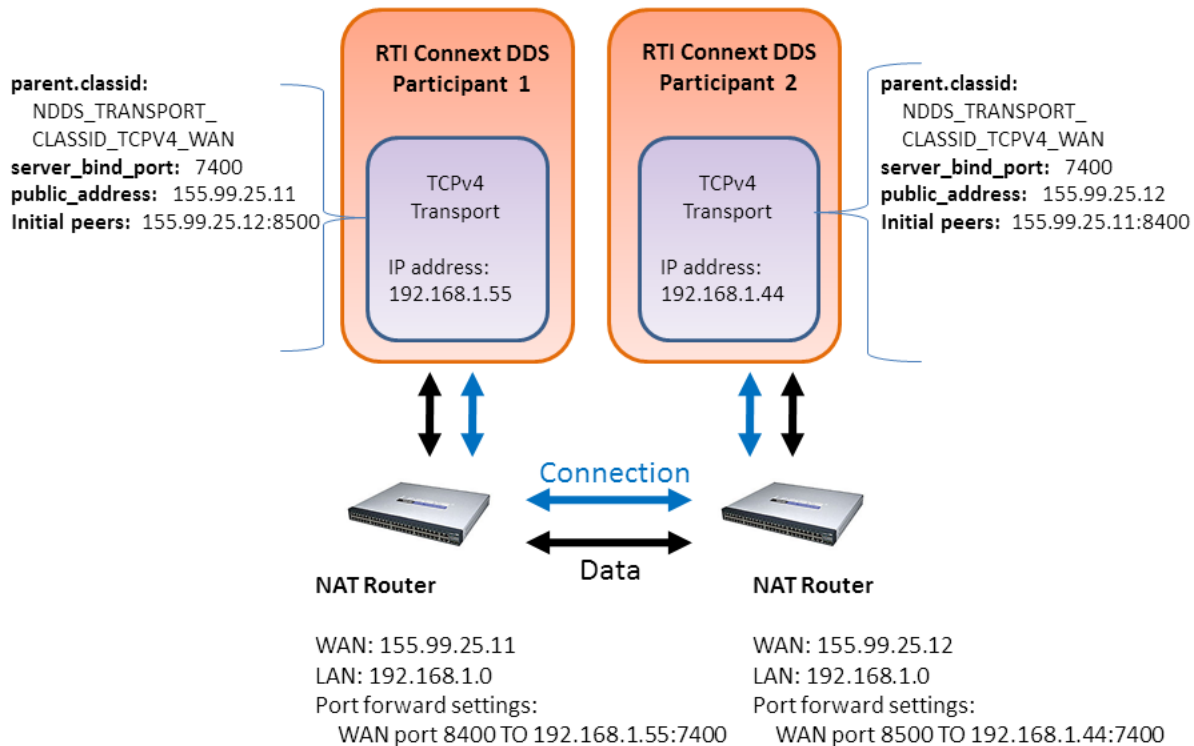 RTI Connext DDS
Participant 1
RTI Connext DDS
Participant 2
parent.classid:
NDDS_TRANSPORT_
CLASSID_TCPV4_WAN
server_bind_port: 7400
public_address: 155.99.25.11
Initial peers: 155.99.25.12:8500
TCPv4
Transport
IP address:
192.168.1.55
TCPv4
Transport
IP address:
192.168.1.44
parent.classid:
NDDS_TRANSPORT_
CLASSID_TCPV4_WAN
server_bind_port: 7400
public_address: 155.99.25.12
Initial peers: 155.99.25.11:8400
Connection
Data
NAT Router
WAN: 155.99.25.11
LAN: 192.168.1.0
Port forward settings:
WAN port 8400 TO 192.168.1.55:7400
NAT Router
WAN: 155.99.25.12
LAN: 192.168.1.0
Port forward settings:
WAN port 8500 TO 192.168.1.44:7400